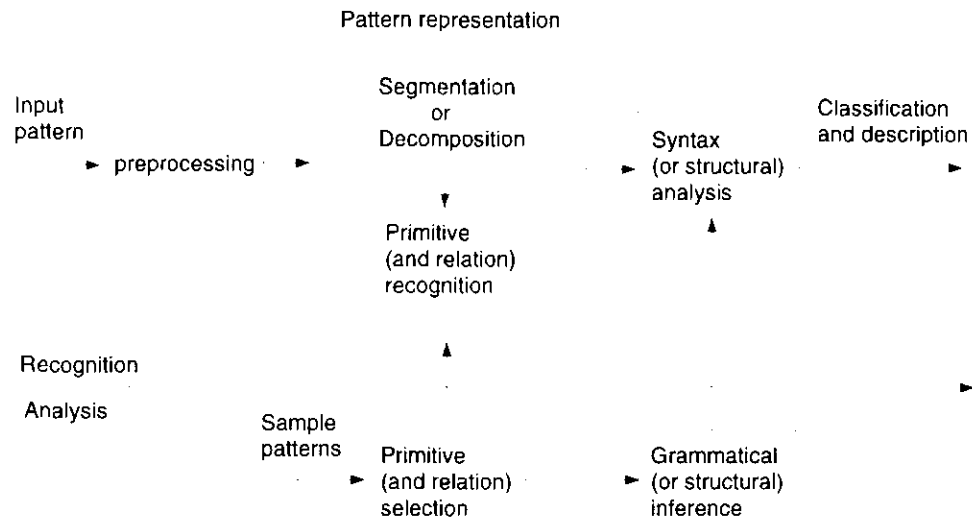 Pattern representation
Input
pattern
preprocessing
Segmentation
or
Decomposition
Primitive
(and relation)
recognition
Syntax
(or structural)
analysis
Classification
and description
Recognition
Analysis
Sample
patterns
Primitive
(and relation)
selection
Grammatical
(or structural)
inference